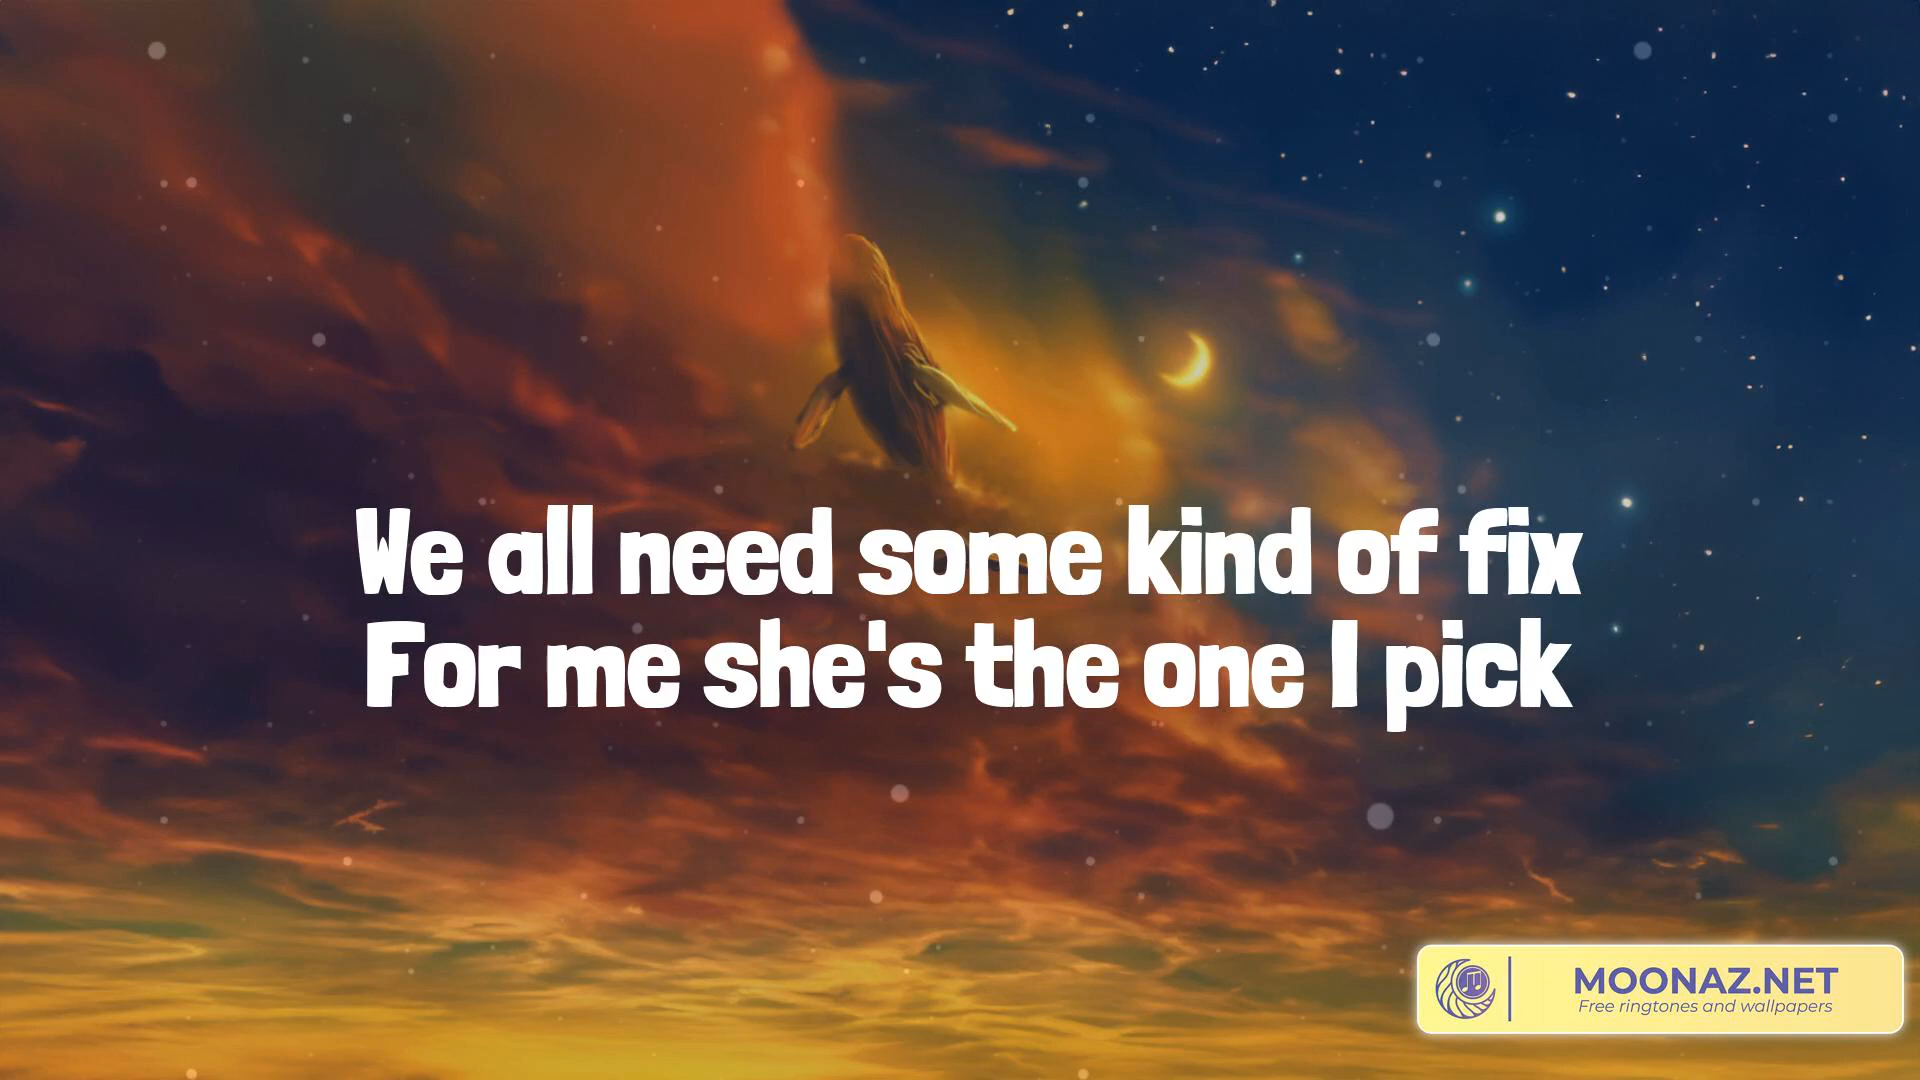 We all need some kind of fix
For me she's the one I pick
MOONAZ.NET
Free ringtones and wallpapers